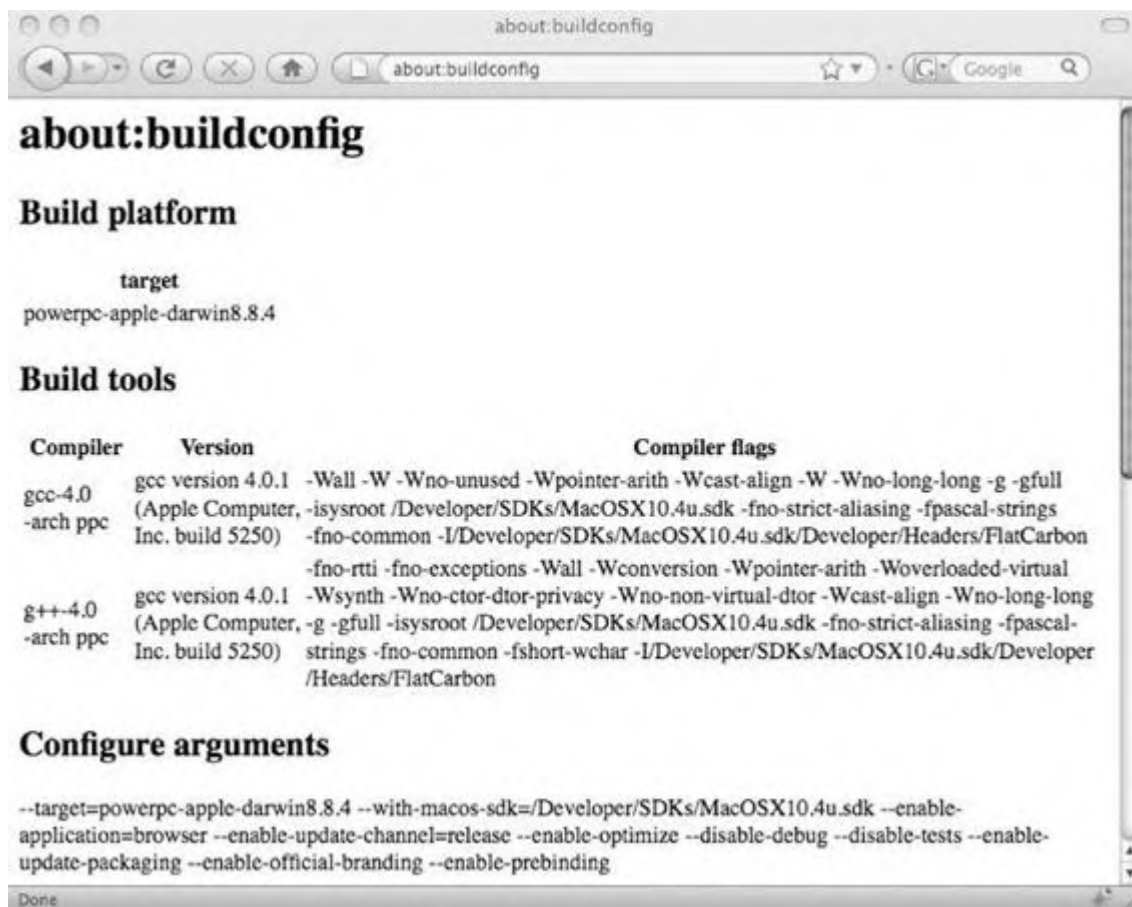 about:buildconfig
about:buildconfig
Google
about:buildconfig
Build platform
target
powerpc-apple-darwin8.8.4
Build tools
Compiler Version Compiler flags
gcc-4.0
-arch ppc
gcc version 4.0.1
(Apple Computer,
Inc. build 5250)
-Wall -W -Wno-unused -Wpointer-arith -Wcast-align -W -Wno-long-long -g -gfull
-isysroot /Developer/SDKs/MacOSX10.4u.sdk -fno-strict-aliasing -fpascal-strings
-fno-common -I/Developer/SDKs/MacOSX10.4u.sdk/Developer/Headers/FlatCarbon
g++-4.0
-arch ppc
gcc version 4.0.1
(Apple Computer,
Inc. build 5250)
-fno-rtti -fno-exceptions -Wall -Wconversion -Wpointer-arith -Woverloaded-virtual
-Wsynth -Wno-ctor-dtor-privacy -Wno-non-virtual-dtor -Wcast-align -Wno-long-long
-g -gfull -isysroot /Developer/SDKs/MacOSX10.4u.sdk -fno-strict-aliasing -fpascal-
strings -fno-common -fshort-wchar -I/Developer/SDKs/MacOSX10.4u.sdk/Developer
/Headers/FlatCarbon
Configure arguments
--target=powerpc-apple-darwin8.8.4 --with-macos-sdk=/Developer/SDKs/MacOSX10.4u.sdk --enable-
application=browser --enable-update-channel=release --enable-optimize --disable-debug --disable-tests --enable-
update-packaging --enable-official-branding --enable-prebinding
Done